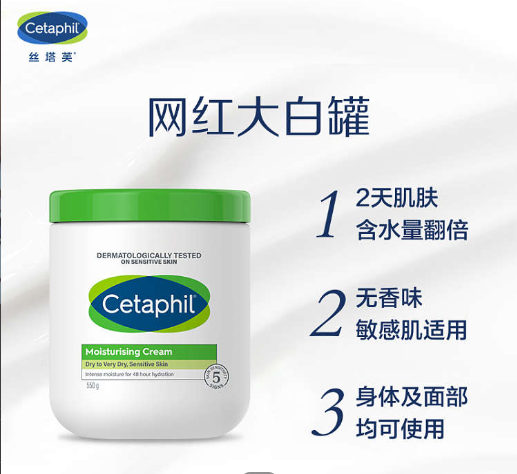 Cetaphil
丝塔芙
网红大白罐
1
2天肌肤
含水量翻倍
2
无香味
敏感肌适用
3
身体及面部
均可使用
DERMATOLOGICALLY TESTED
ON SENSITIVE SKIN
Cetaphil
Moisturising Cream
Dry to Very Dry, Sensitive Skin
Intense moisture for 48 hour hydration
550 g
5
SIGNS